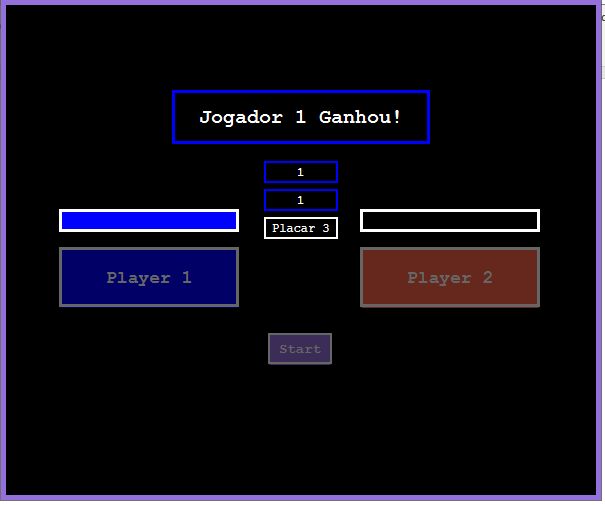 Jogador 1 Ganhou!
1
1
Placar 3
Player 1
Player 2
Start